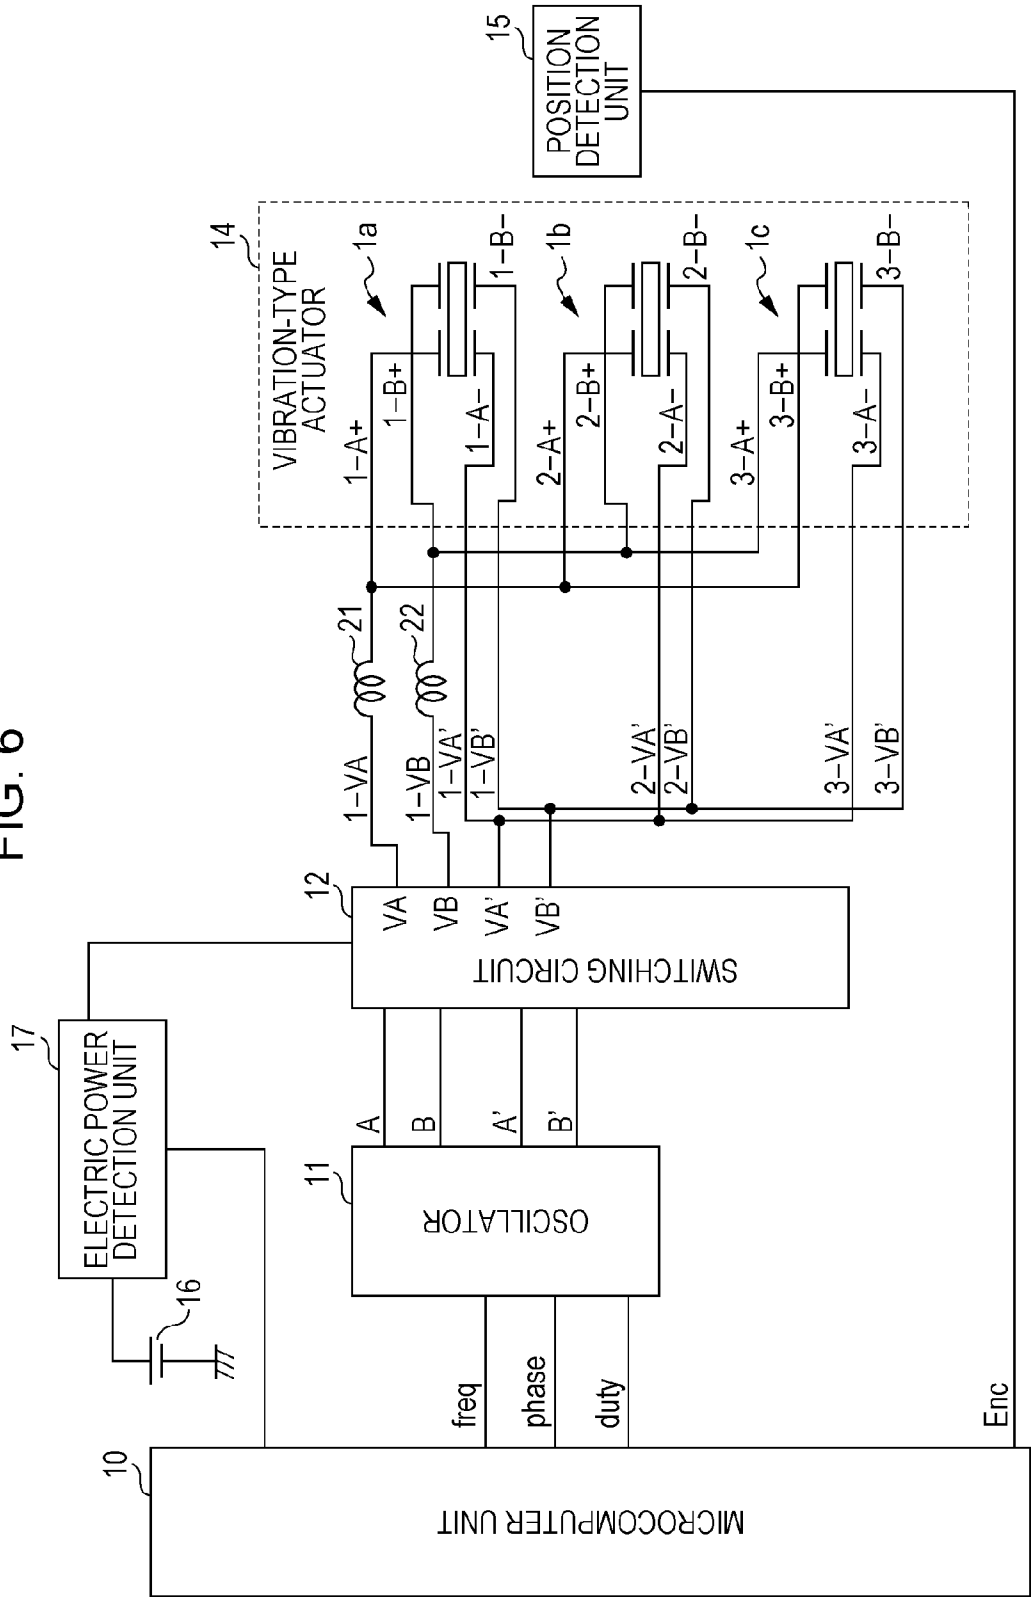 FIG. 6
10
MICROCOMPUTER UNIT
freq
phase
duty
Enc
16
17
ELECTRIC POWER
DETECTION UNIT
11
OSCILLATOR
A
B
A'
B'
12
SWITCHING CIRCUIT
VA
VB
VA'
VB'
1-VA
1-VB
1-VA'
1-VB'
2-VA'
2-VB'
3-VA'
3-VB'
21
22
14
VIBRATION-TYPE
ACTUATOR
1-A+
1-B+
1-A-
1-B-
1a
2-A+
2-B+
2-A-
2-B-
1b
3-A+
3-B+
3-A-
3-B-
1c
15
POSITION
DETECTION
UNIT